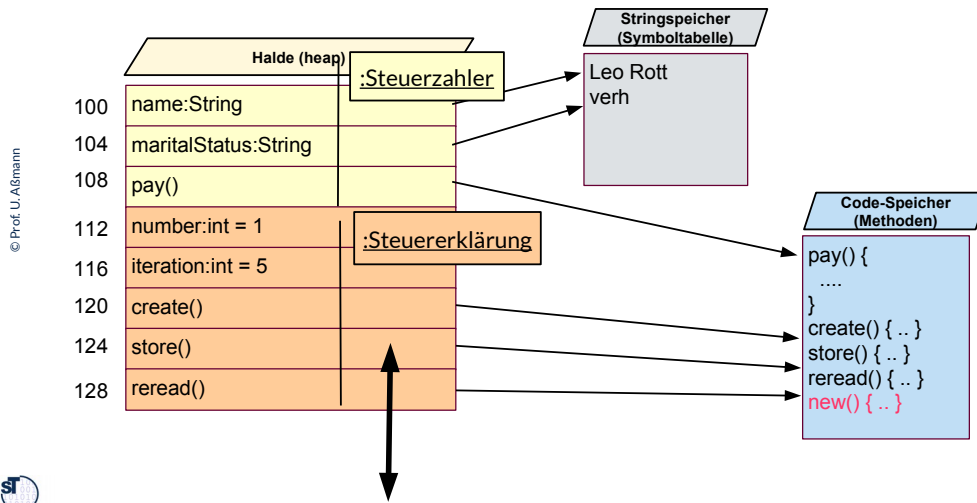 Stringspeicher
(Symboltabelle)
Halde (heap)
:Steuerzahler
Leo Rott
verh
100 name:String
104 maritalStatus:String
108 pay()
112 number:int = 1
:Steuererklärung
116 iteration:int = 5
120 create()
124 store()
128 reread()
Code-Speicher
(Methoden)
pay() {
....
}
create() { .. }
store() { .. }
reread() { .. }
new() { .. }
© Prof. U. Aßmann
ST